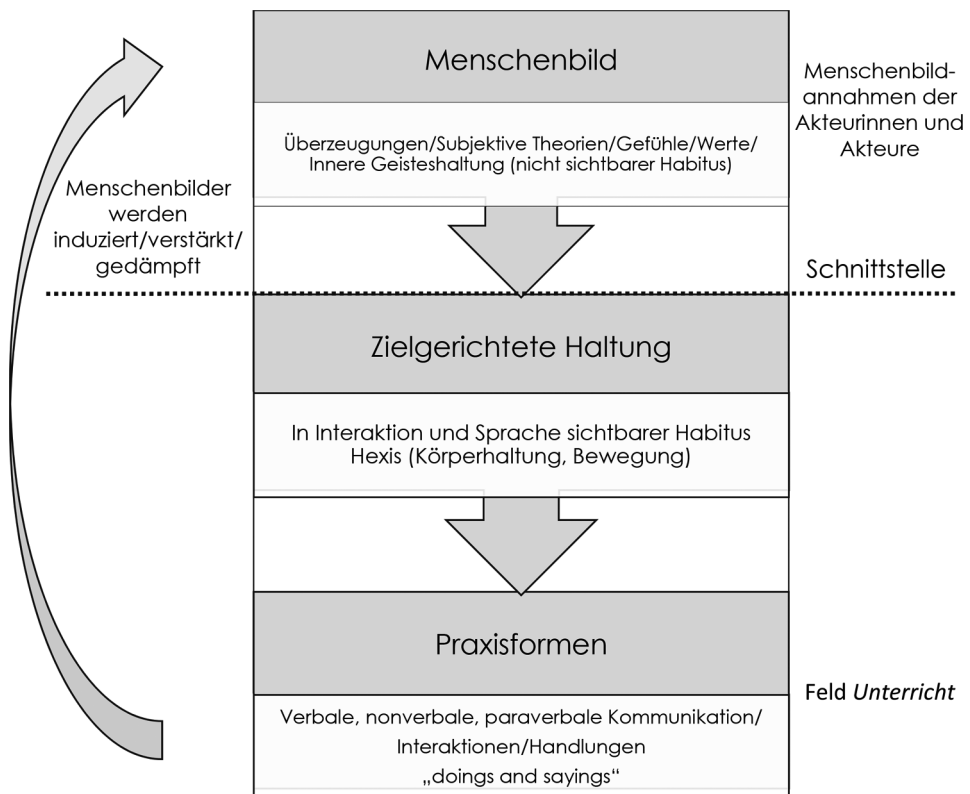 Menschenbild
Überzeugungen/Subjektive Theorien/Gefühle/Werte/
Innere Geisteshaltung (nicht sichtbarer Habitus)
Menschenbild-
annahmen der
Akteurinnen und
Akteure
Menschenbilder
werden
induziert/verstärkt/
gedämpft
Schnittstelle
Zielgerichtete Haltung
In Interaktion und Sprache sichtbarer Habitus
Hexis (Körperhaltung, Bewegung)
Praxisformen
Feld Unterricht
Verbale, nonverbale, paraverbale Kommunikation/
Interaktionen/Handlungen
„doings and sayings“